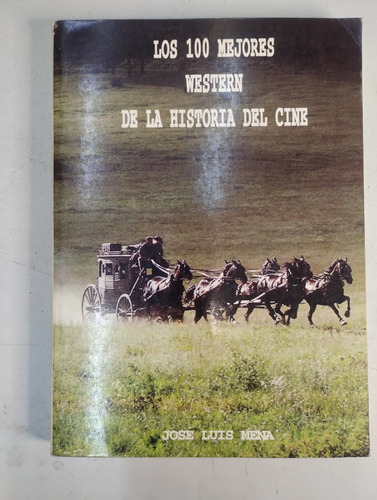 LOS 100 MEJORES
WESTERN
DE LA HISTORIA DEL CINE
JOSE LUIS MENA